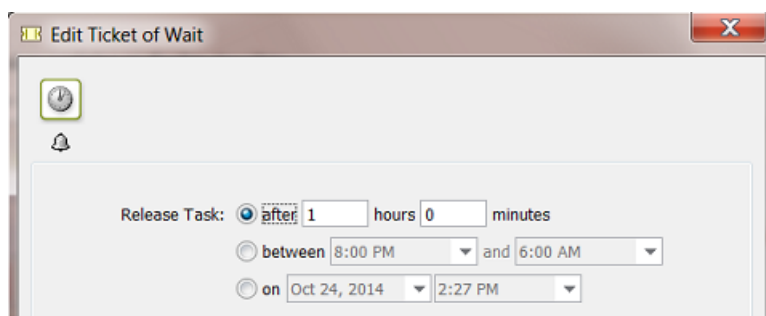 Edit Ticket of Wait
Release Task: after 1 hours 0 minutes
between 8:00 PM and 6:00 AM
on Oct 24, 2014 2:27 PM